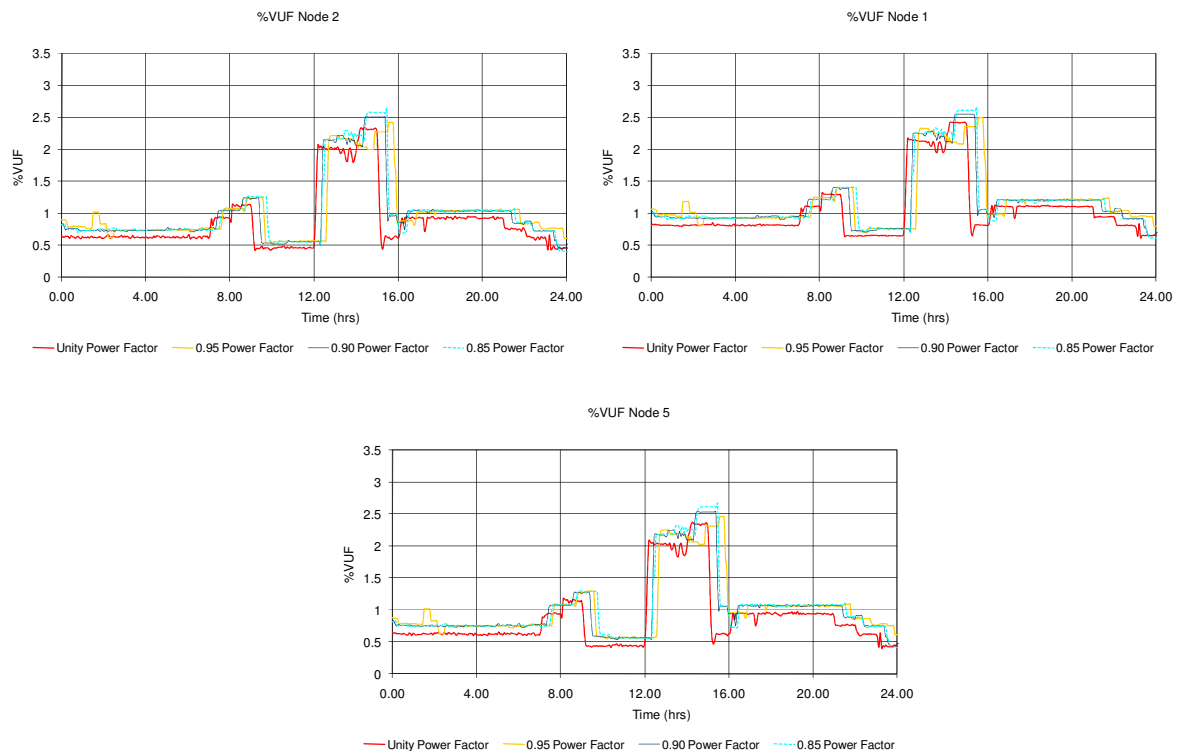 %VUF Node 2
3.5
3
2.5
2
1.5
1
0.5
0
%VUF
0.00 4.00 8.00 12.00 16.00 20.00 24.00
Time (hrs)
Unity Power Factor 0.95 Power Factor 0.90 Power Factor 0.85 Power Factor
%VUF Node 1
3.5
3
2.5
2
1.5
1
0.5
0
%VUF
0.00 4.00 8.00 12.00 16.00 20.00 24.00
Time (hrs)
Unity Power Factor 0.95 Power Factor 0.90 Power Factor 0.85 Power Factor
%VUF Node 5
3.5
3
2.5
2
1.5
1
0.5
0
%VUF
0.00 4.00 8.00 12.00 16.00 20.00 24.00
Time (hrs)
Unity Power Factor 0.95 Power Factor 0.90 Power Factor 0.85 Power Factor